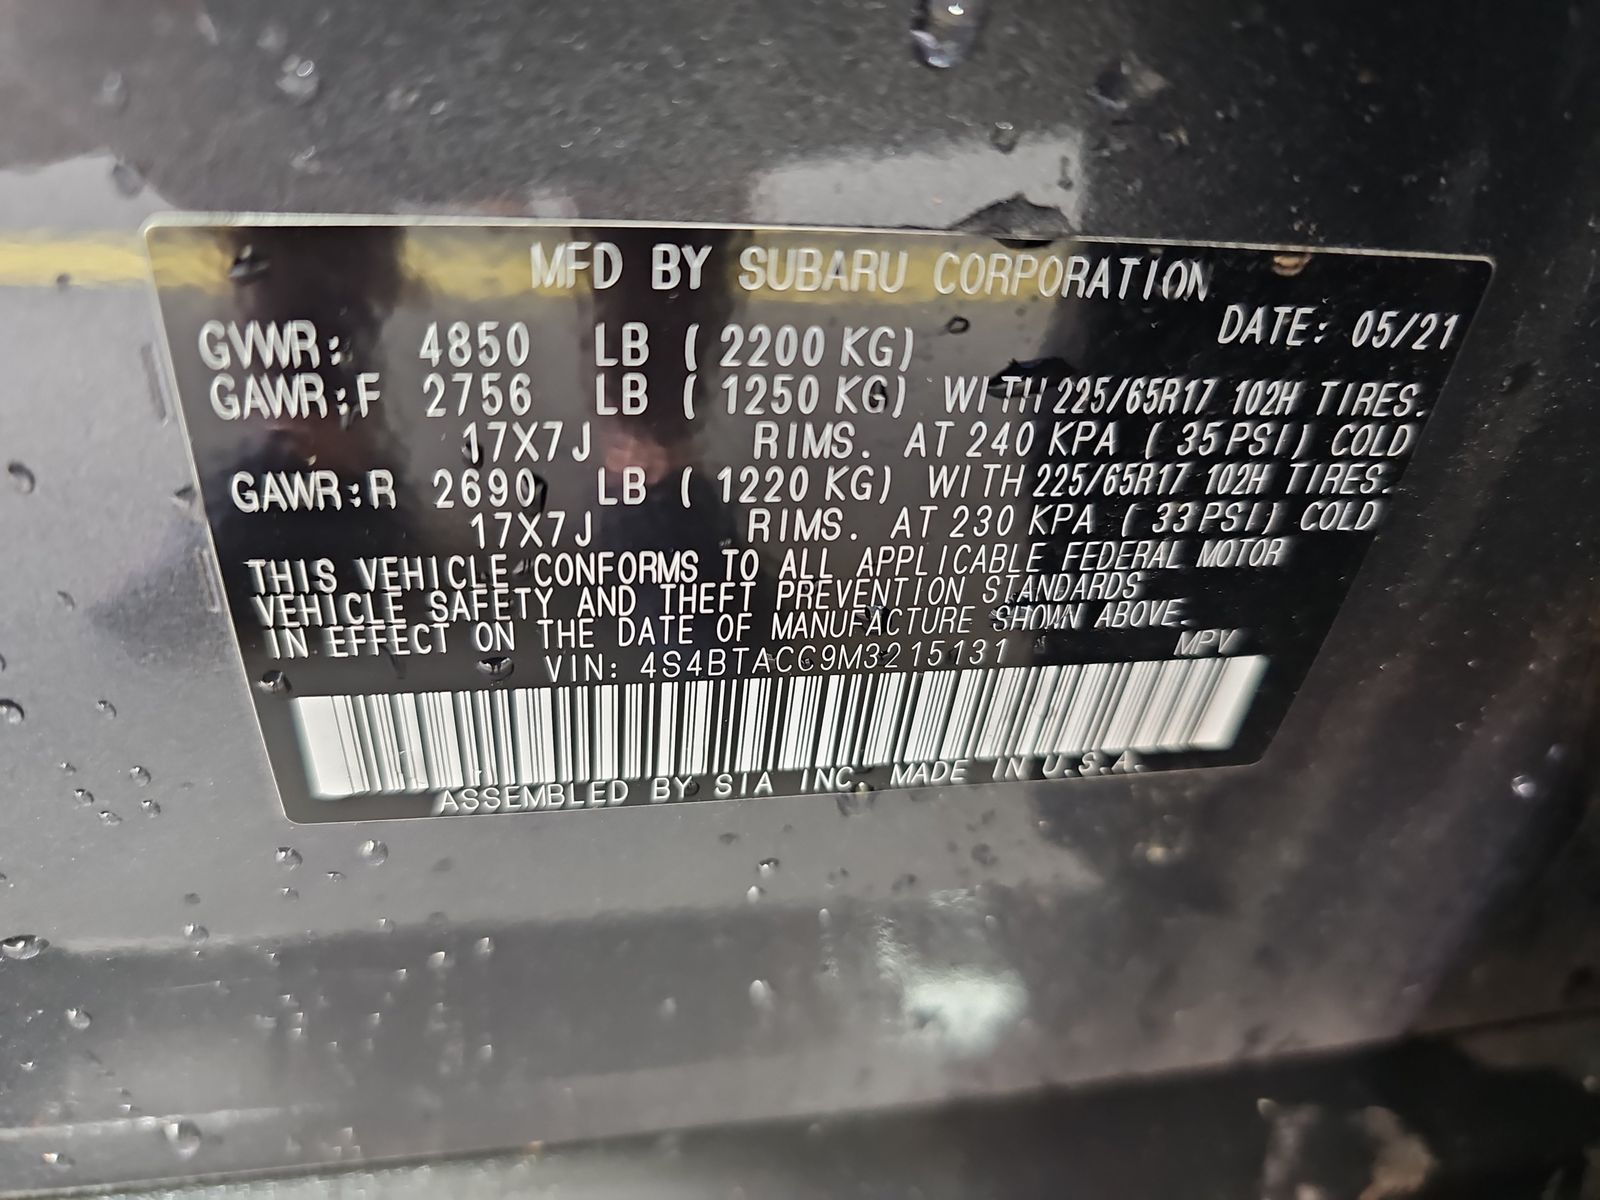 MFD BY SUBARU CORPORATION
DATE: 05/21
GVWR: 4850 LB ( 2200 KG)
GAWR:F 2756 LB ( 1250 KG) WITH 225/65R17 102H TIRES.
17X7J RIMS. AT 240 KPA ( 35 PSI) COLD
GAWR:R 2690 LB ( 1220 KG) WITH 225/65R17 102H TIRES.
17X7J RIMS. AT 230 KPA ( 33 PSI) COLD
THIS VEHICLE CONFORMS TO ALL APPLICABLE FEDERAL MOTOR
VEHICLE SAFETY AND THEFT PREVENTION STANDARDS
IN EFFECT ON THE DATE OF MANUFACTURE SHOWN ABOVE.
VIN: 4S4BTACC9M3215131 MPV
ASSEMBLED BY SIA INC. MADE IN U.S.A.